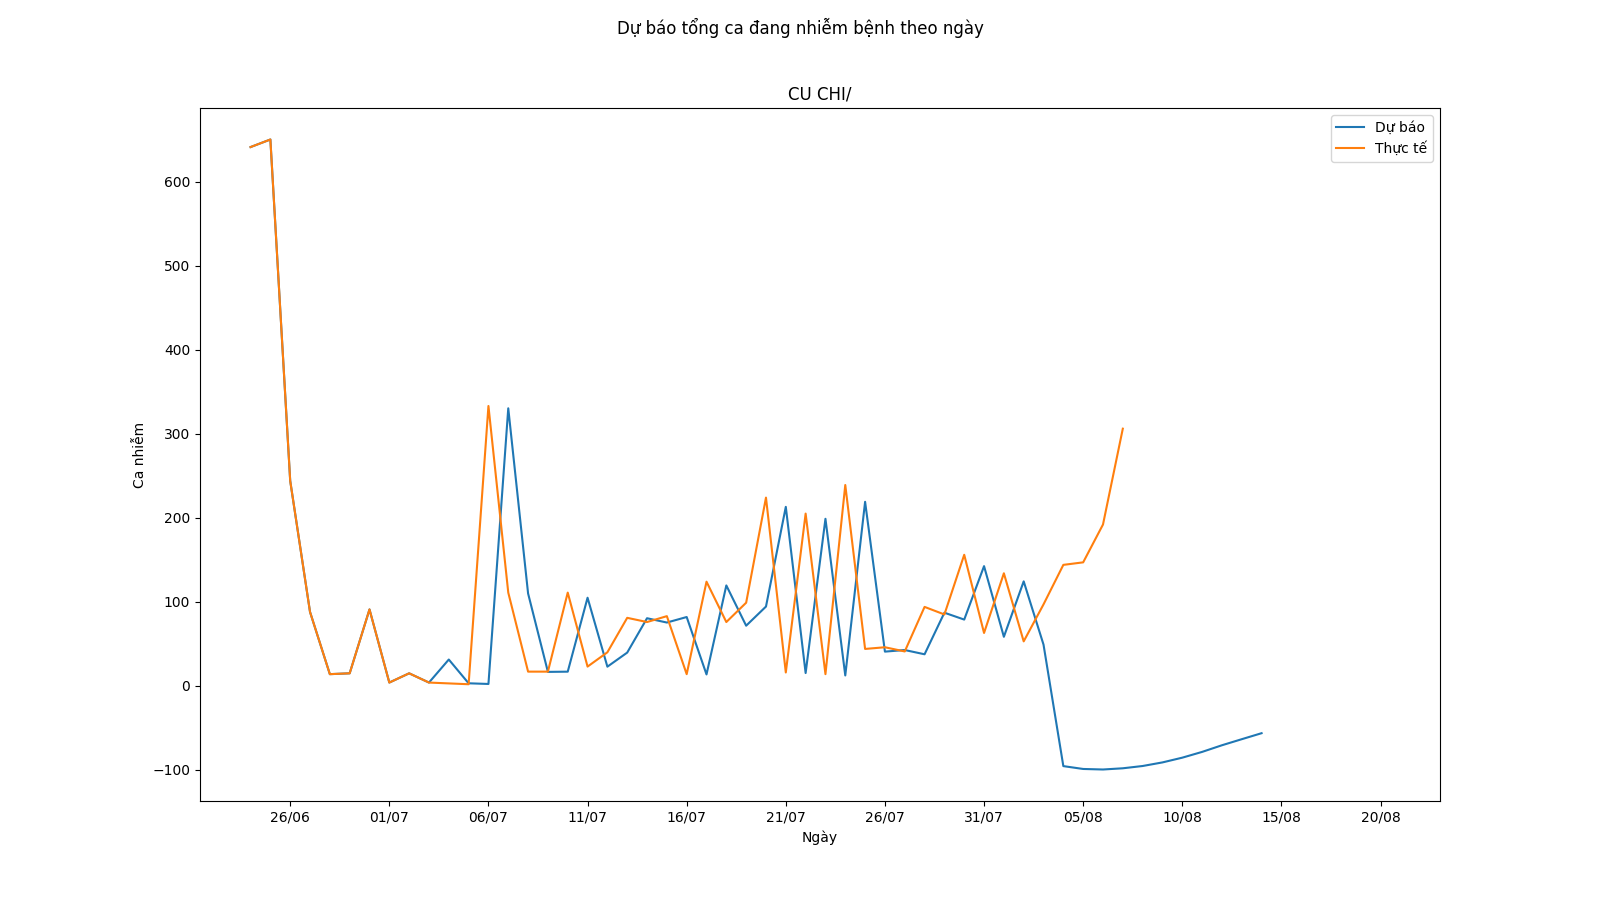 Dự báo tổng ca đang nhiễm bệnh theo ngày
CU CHI/
Dự báo
Thực tế
600
500
400
300
200
100
0
−100
Ca nhiễm
26/06 01/07 06/07 11/07 16/07 21/07 26/07 31/07 05/08 10/08 15/08 20/08
Ngày